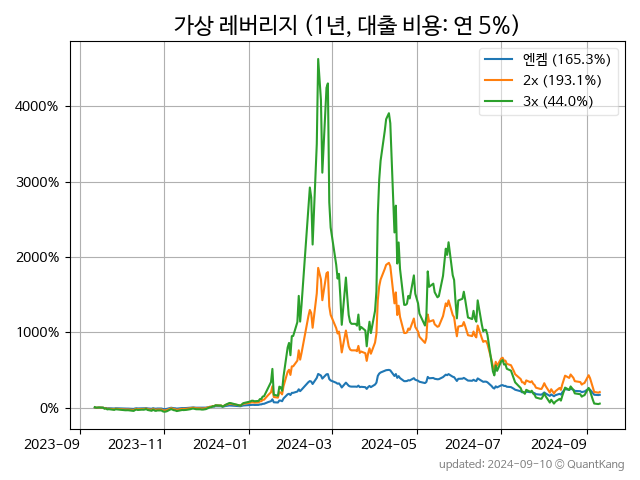 가상 레버리지 (1년, 대출 비용: 연 5%)
엔켐 (165.3%)
2x (193.1%)
3x (44.0%)
4000%
3000%
2000%
1000%
0%
2023-09 2023-11 2024-01 2024-03 2024-05 2024-07 2024-09
updated: 2024-09-10 © QuantKang